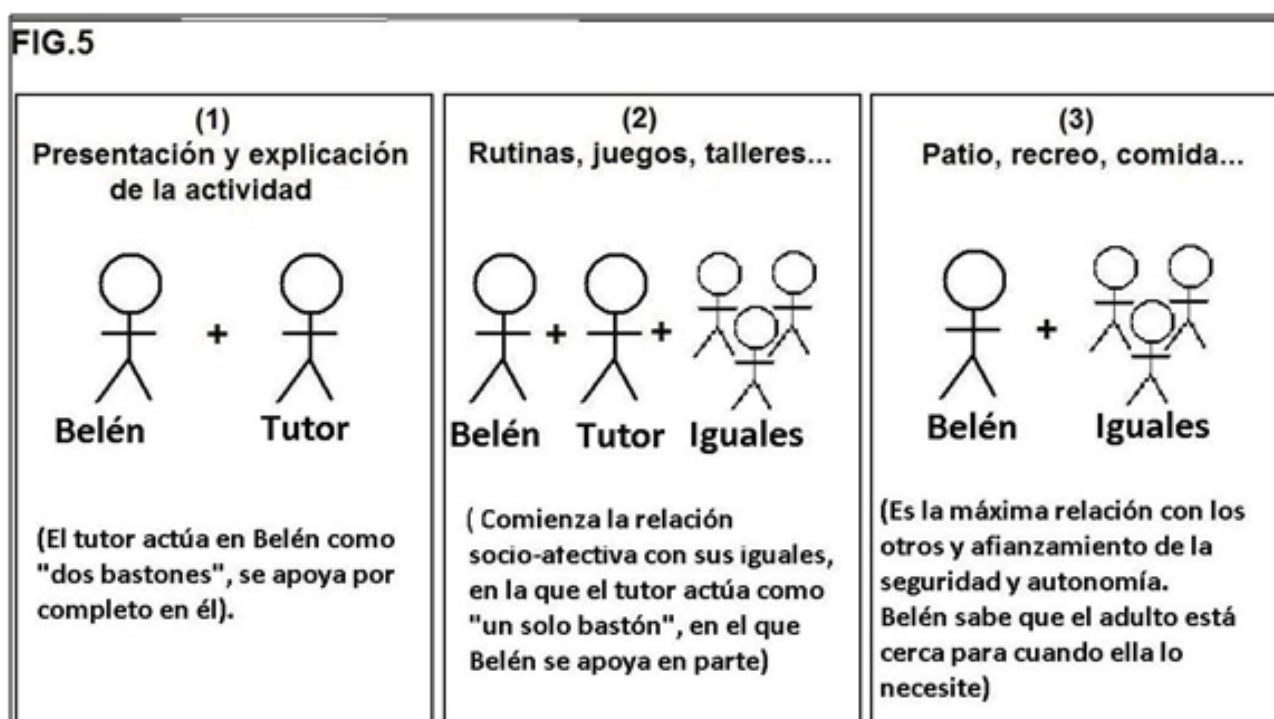 FIG.5
(1)
Presentación y explicación
de la actividad
+
Belén Tutor
(El tutor actúa en Belén como
"dos bastones", se apoya por
completo en él).
(2)
Rutinas, juegos, talleres...
+ +
Belén Tutor Iguales
( Comienza la relación
socio-afectiva con sus iguales,
en la que el tutor actúa como
"un solo bastón", en el que
Belén se apoya en parte)
(3)
Patio, recreo, comida...
+
Belén Iguales
(Es la máxima relación con los
otros y afianzamiento de la
seguridad y autonomía.
Belén sabe que el adulto está
cerca para cuando ella lo
necesite)